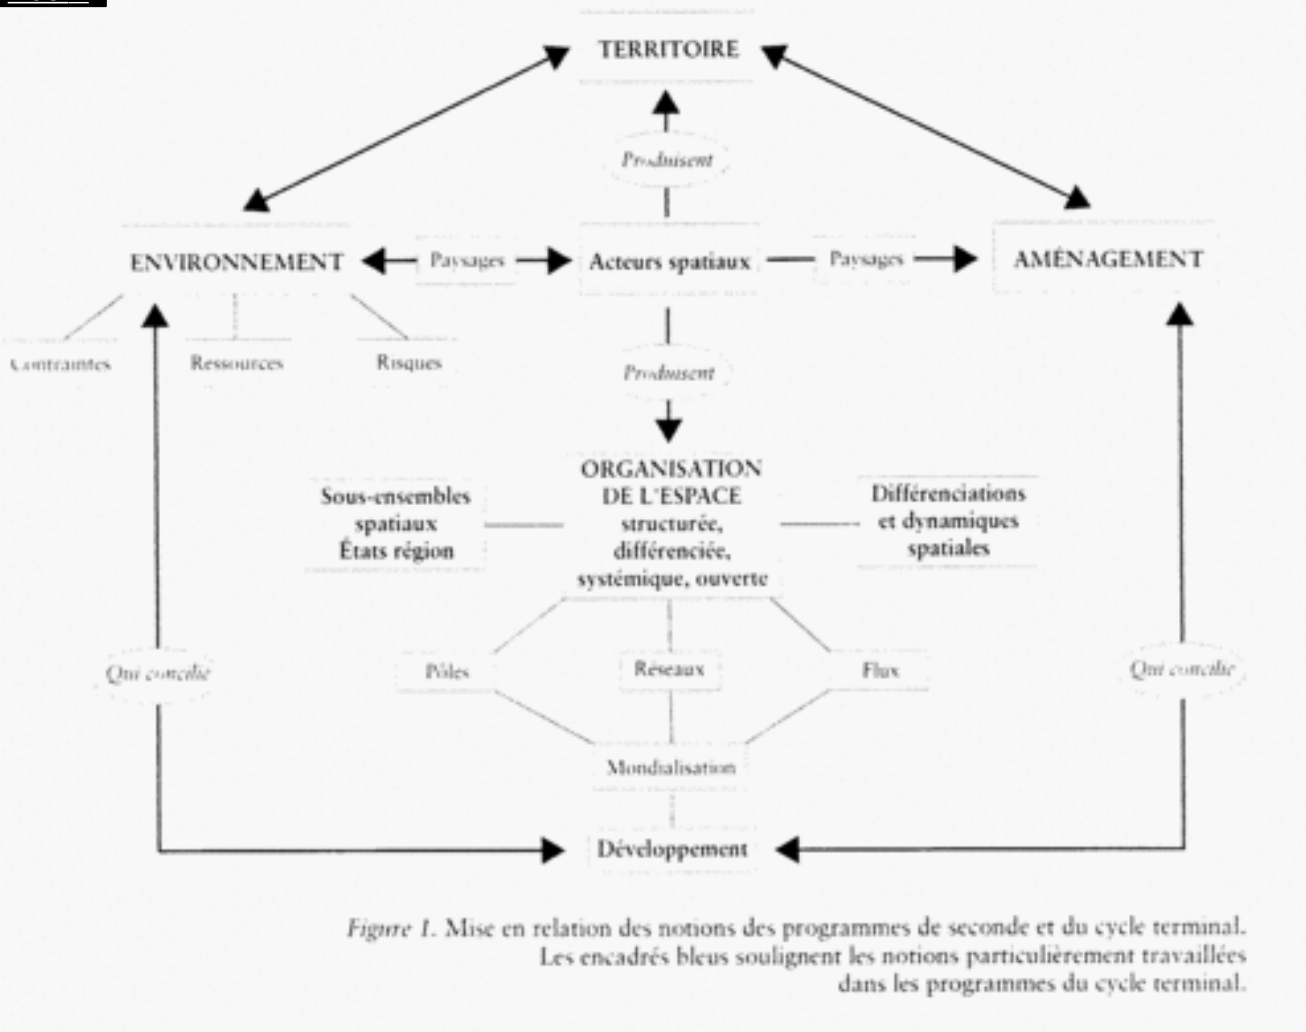 TERRITOIRE
Produisent
ENVIRONNEMENT
Paysages
Acteurs spatiaux
Paysages
AMÉNAGEMENT
Contraintes
Ressources
Risques
Produisent
Sous-ensembles
spatiaux
États région
ORGANISATION
DE L'ESPACE
structurée,
différenciée,
systémique, ouverte
Différenciations
et dynamiques
spatiales
Qui concilie
Pôles
Réseaux
Flux
Qui concilie
Mondialisation
Développement
Figure 1. Mise en relation des notions des programmes de seconde et du cycle terminal.
Les encadrés bleus soulignent les notions particulièrement travaillées
dans les programmes du cycle terminal.